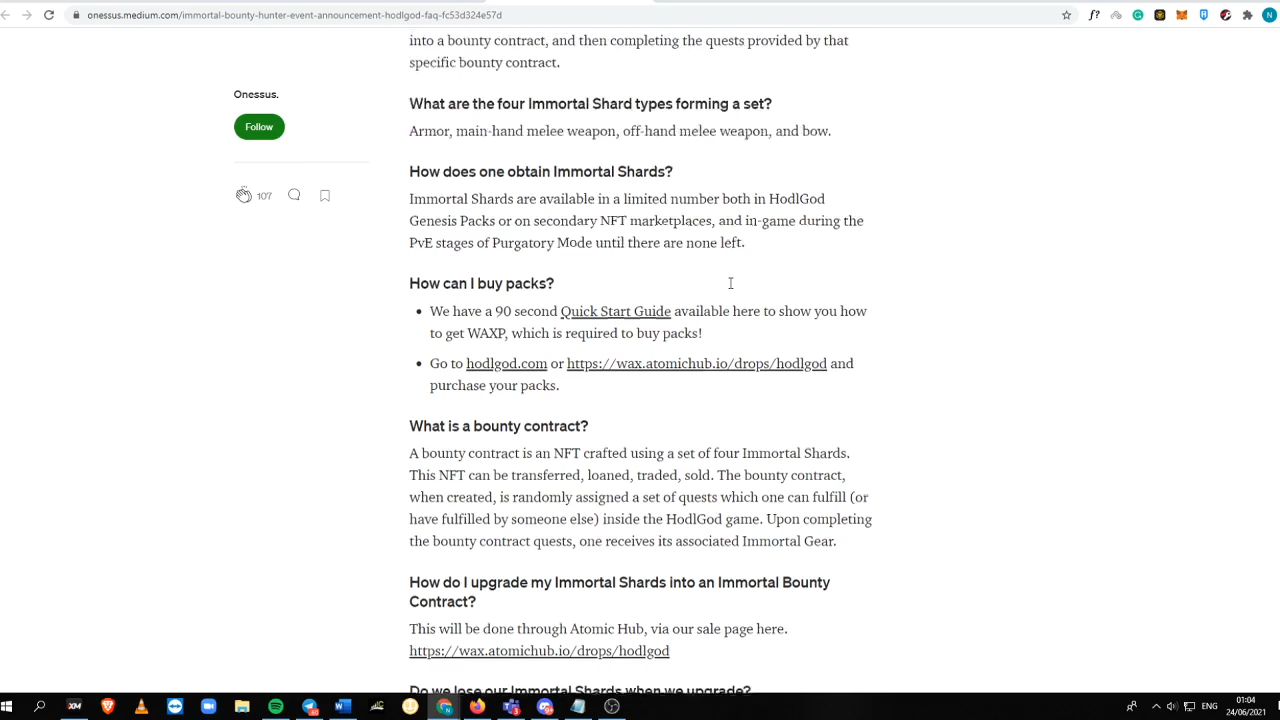 onessus.medium.com/immortal-bounty-hunter-event-announcement-hodlgod-faq-fc53d324e57d
into a bounty contract, and then completing the quests provided by that
specific bounty contract.
Onessus.
Follow
107
What are the four Immortal Shard types forming a set?
Armor, main-hand melee weapon, off-hand melee weapon, and bow.
How does one obtain Immortal Shards?
Immortal Shards are available in a limited number both in HodlGod
Genesis Packs or on secondary NFT marketplaces, and in-game during the
PvE stages of Purgatory Mode until there are none left.
How can I buy packs?
We have a 90 second Quick Start Guide available here to show you how
to get WAXP, which is required to buy packs!
Go to hodlgod.com or https://wax.atomichub.io/drops/hodlgod and
purchase your packs.
What is a bounty contract?
A bounty contract is an NFT crafted using a set of four Immortal Shards.
This NFT can be transferred, loaned, traded, sold. The bounty contract,
when created, is randomly assigned a set of quests which one can fulfill (or
have fulfilled by someone else) inside the HodlGod game. Upon completing
the bounty contract quests, one receives its associated Immortal Gear.
How do I upgrade my Immortal Shards into an Immortal Bounty
Contract?
This will be done through Atomic Hub, via our sale page here.
https://wax.atomichub.io/drops/hodlgod
Do we lose our Immortal Shards when we upgrade?
ENG
01:04
24/06/2021